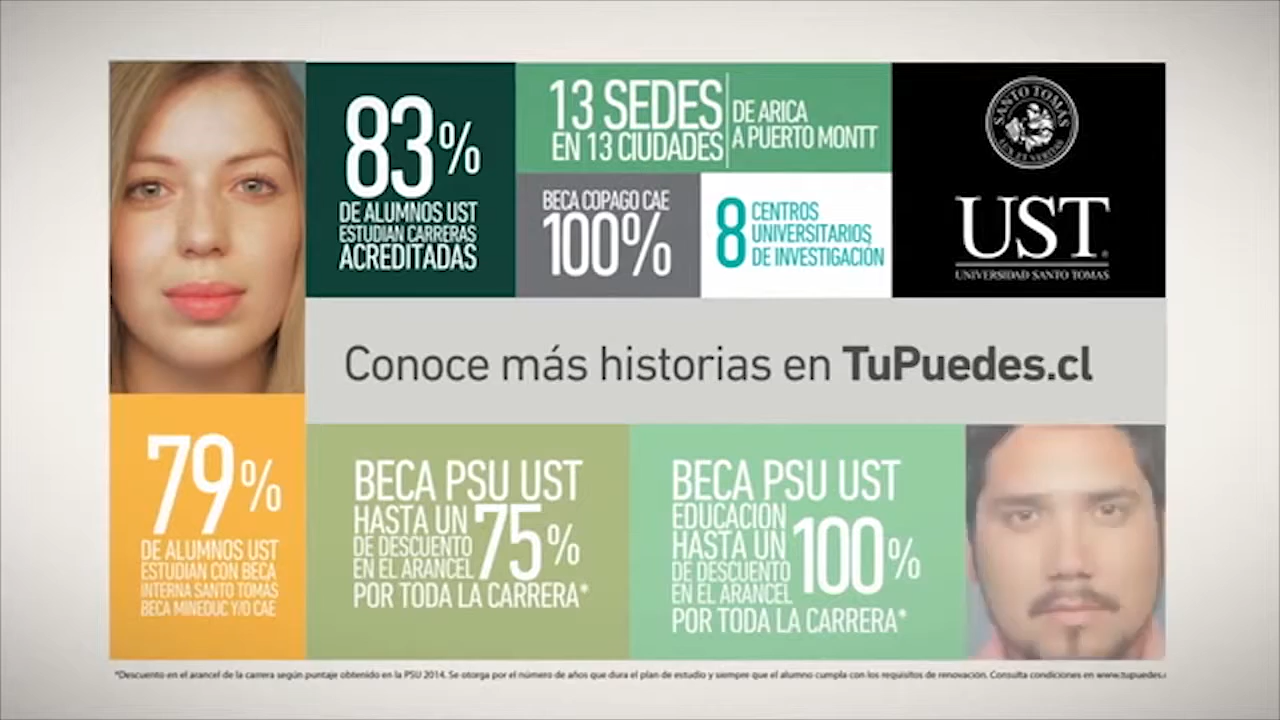 83%
DE ALUMNOS UST
ESTUDIAN CARRERAS
ACREDITADAS
13 SEDES
EN 13 CIUDADES
DE ARICA
A PUERTO MONTT
BECA COPAGO CAE
100%
8
CENTROS
UNIVERSITARIOS
DE INVESTIGACIÓN
SANTO TOMAS
UST®
UNIVERSIDAD SANTO TOMAS
Conoce más historias en TuPuedes.cl
79%
DE ALUMNOS UST
ESTUDIAN CON BECA
INTERNA SANTO TOMAS
BECA MINEDUC Y/O CAE
BECA PSU UST
HASTA UN
DE DESCUENTO
EN EL ARANCEL
75%
POR TODA LA CARRERA*
BECA PSU UST
EDUCACION
HASTA UN
DE DESCUENTO
EN EL ARANCEL
100%
POR TODA LA CARRERA*
*Descuento en el arancel de la carrera según puntaje obtenido en la PSU 2014. Se otorga por el número de años que dura el plan de estudio y siempre que el alumno cumpla con los requisitos de renovación. Consulta condiciones en www.tupuedes.